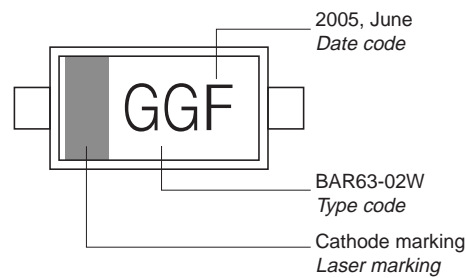 2005, June
Date code
GGF
BAR63-02W
Type code
Cathode marking
Laser marking